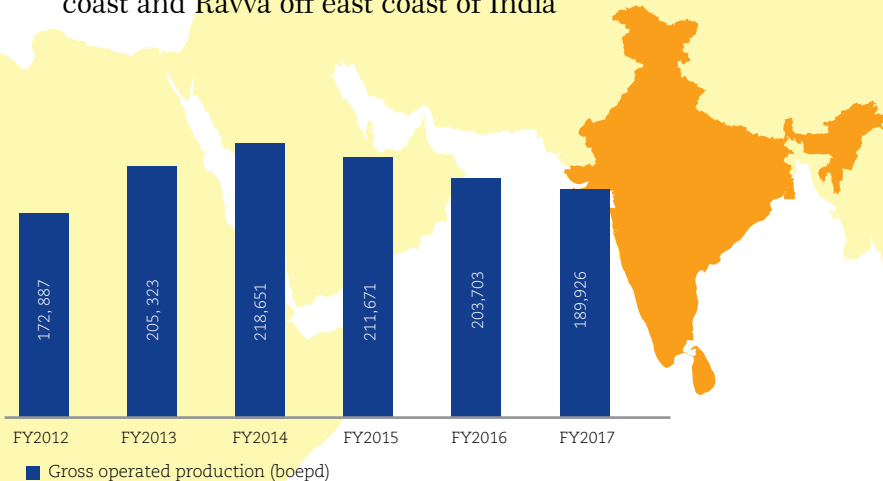 coast and Ravva off east coast of India
172, 887
205, 323
218,651
211,671
203,703
189,926
FY2012
FY2013
FY2014
FY2015
FY2016
FY2017
Gross operated production (boepd)